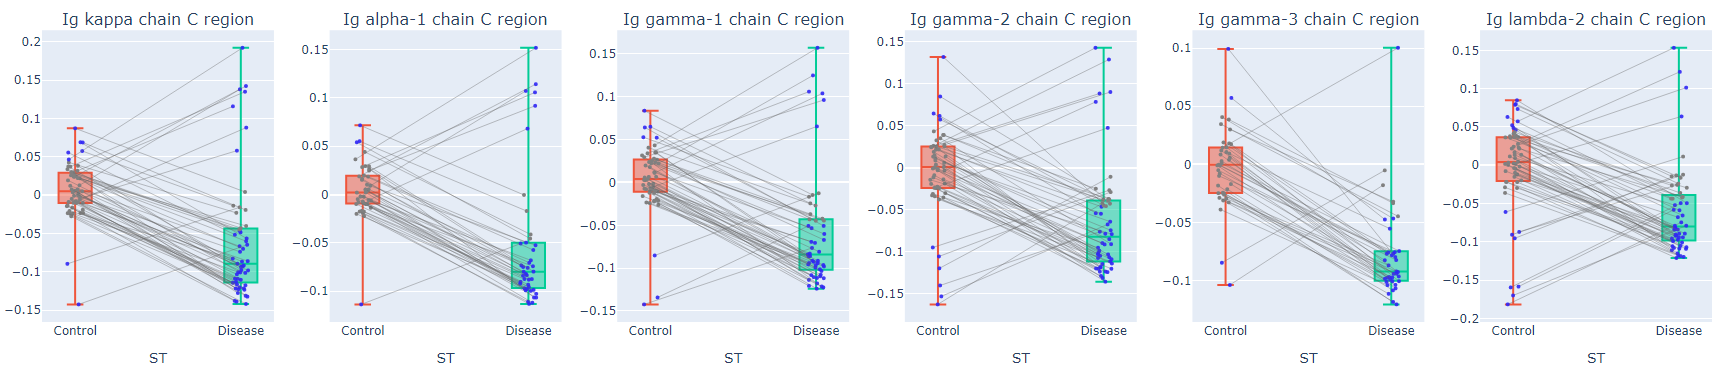 Ig kappa chain C region
0.2
0.15
0.1
0.05
0
−0.05
−0.1
−0.15
Control
Disease
ST
Ig alpha-1 chain C region
0.15
0.1
0.05
0
−0.05
−0.1
Control
Disease
ST
Ig gamma-1 chain C region
0.15
0.1
0.05
0
−0.05
−0.1
−0.15
Control
Disease
ST
Ig gamma-2 chain C region
0.15
0.1
0.05
0
−0.05
−0.1
−0.15
Control
Disease
ST
Ig gamma-3 chain C region
0.1
0.05
0
−0.05
−0.1
Control
Disease
ST
Ig lambda-2 chain C region
0.15
0.1
0.05
0
−0.05
−0.1
−0.15
−0.2
Control
Disease
ST